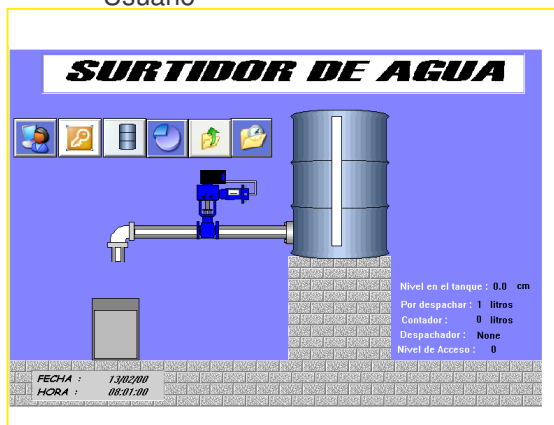 Usuario
SURTIDOR DE AGUA
Nivel en el tanque : 0.0 cm
Por despachar : 1 litros
Contador : 0 litros
Despachador : None
Nivel de Acceso : 0
FECHA : 13/02/00
HORA : 08:01:00